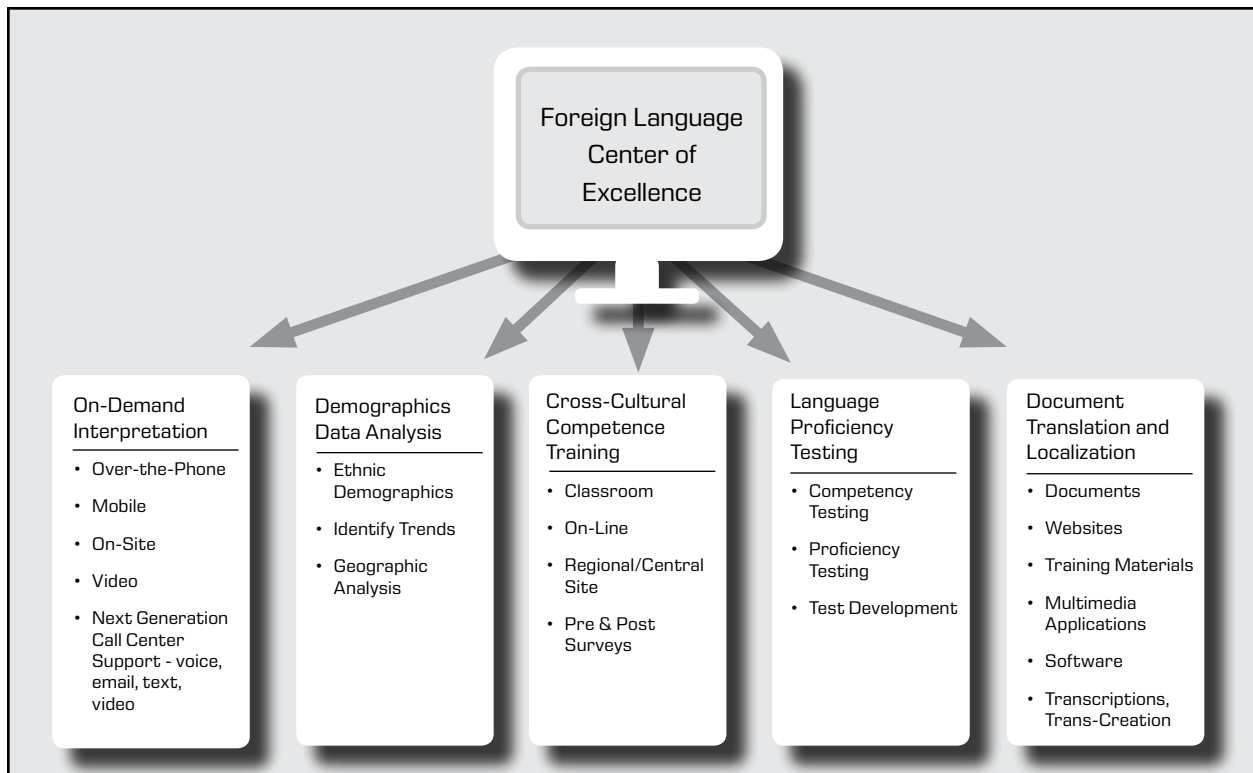 Foreign Language
Center of
Excellence
On-Demand
Interpretation
• Over-the-Phone
• Mobile
• On-Site
• Video
• Next Generation
Call Center
Support - voice,
email, text,
video
Demographics
Data Analysis
• Ethnic
Demographics
• Identify Trends
• Geographic
Analysis
Cross-Cultural
Competence
Training
• Classroom
• On-Line
• Regional/Central
Site
• Pre & Post
Surveys
Language
Proficiency
Testing
• Competency
Testing
• Proficiency
Testing
• Test Development
Document
Translation and
Localization
• Documents
• Websites
• Training Materials
• Multimedia
Applications
• Software
• Transcriptions,
Trans-Creation